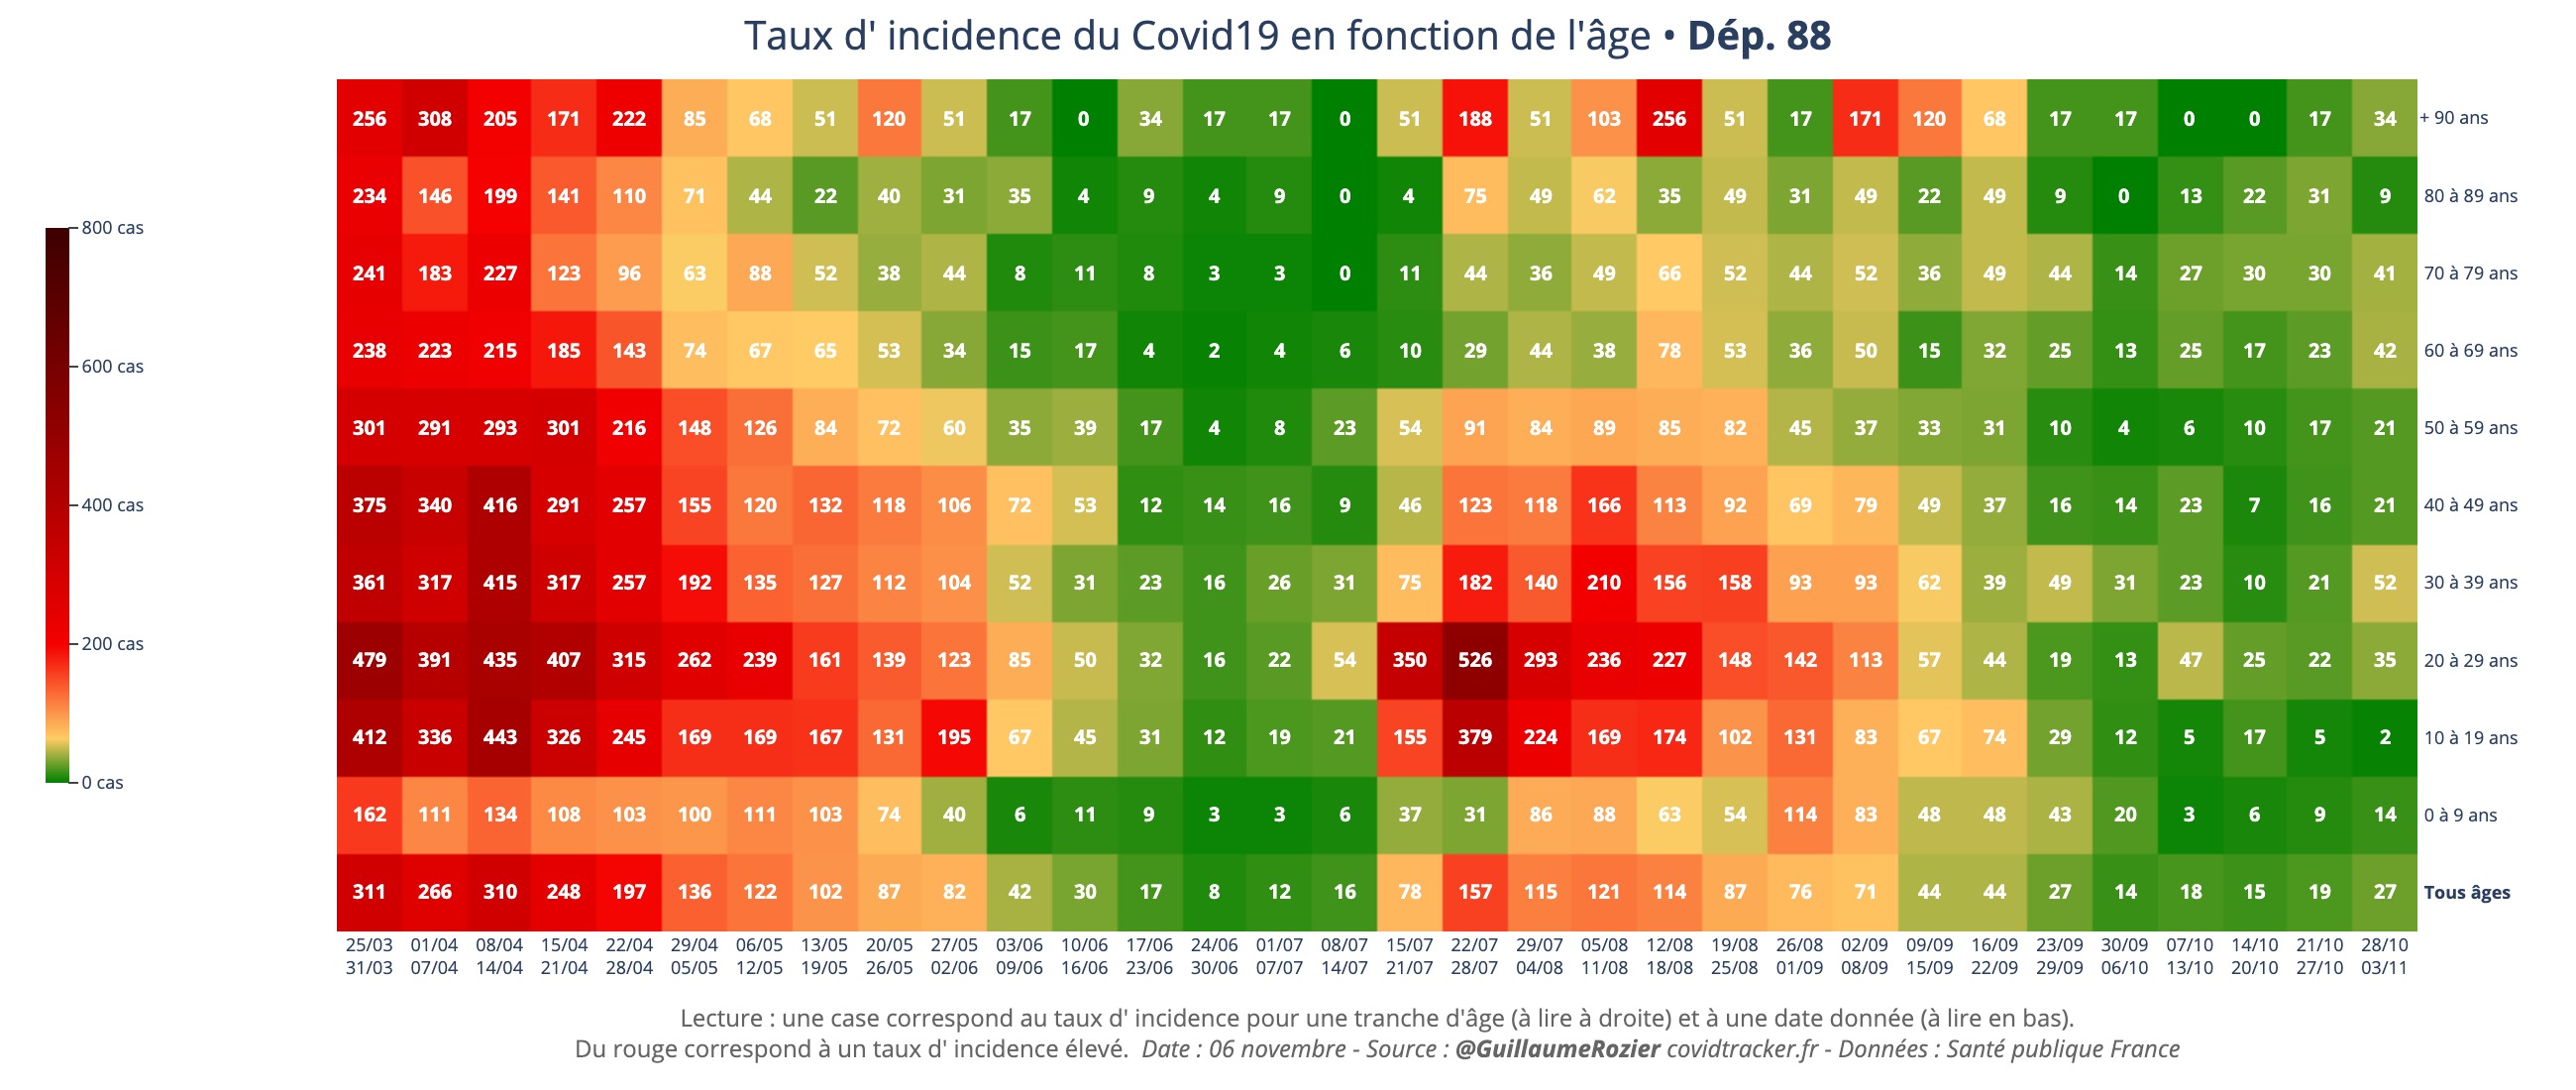 Taux d' incidence du Covid19 en fonction de l'âge • Dép. 88
800 cas
600 cas
400 cas
200 cas
0 cas
256 308 205 171 222 85 68 51 120 51 17 0 34 17 17 0 51 188 51 103 256 51 17 171 120 68 17 17 0 0 17 34 + 90 ans
234 146 199 141 110 71 44 22 40 31 35 4 9 4 9 0 4 75 49 62 35 49 31 49 22 49 9 0 13 22 31 9 80 à 89 ans
241 183 227 123 96 63 88 52 38 44 8 11 8 3 3 0 11 44 36 49 66 52 44 52 36 49 44 14 27 30 30 41 70 à 79 ans
238 223 215 185 143 74 67 65 53 34 15 17 4 2 4 6 10 29 44 38 78 53 36 50 15 32 25 13 25 17 23 42 60 à 69 ans
301 291 293 301 216 148 126 84 72 60 35 39 17 4 8 23 54 91 84 89 85 82 45 37 33 31 10 4 6 10 17 21 50 à 59 ans
375 340 416 291 257 155 120 132 118 106 72 53 12 14 16 9 46 123 118 166 113 92 69 79 49 37 16 14 23 7 16 21 40 à 49 ans
361 317 415 317 257 192 135 127 112 104 52 31 23 16 26 31 75 182 140 210 156 158 93 93 62 39 49 31 23 10 21 52 30 à 39 ans
479 391 435 407 315 262 239 161 139 123 85 50 32 16 22 54 350 526 293 236 227 148 142 113 57 44 19 13 47 25 22 35 20 à 29 ans
412 336 443 326 245 169 169 167 131 195 67 45 31 12 19 21 155 379 224 169 174 102 131 83 67 74 29 12 5 17 5 2 10 à 19 ans
162 111 134 108 103 100 111 103 74 40 6 11 9 3 3 6 37 31 86 88 63 54 114 83 48 48 43 20 3 6 9 14 0 à 9 ans
311 266 310 248 197 136 122 102 87 82 42 30 17 8 12 16 78 157 115 121 114 87 76 71 44 44 27 14 18 15 19 27 Tous âges
25/03 01/04 08/04 15/04 22/04 29/04 06/05 13/05 20/05 27/05 03/06 10/06 17/06 24/06 01/07 08/07 15/07 22/07 29/07 05/08 12/08 19/08 26/08 02/09 09/09 16/09 23/09 30/09 07/10 14/10 21/10 28/10
31/03 07/04 14/04 21/04 28/04 05/05 12/05 19/05 26/05 02/06 09/06 16/06 23/06 30/06 07/07 14/07 21/07 28/07 04/08 11/08 18/08 25/08 01/09 08/09 15/09 22/09 29/09 06/10 13/10 20/10 27/10 03/11
Lecture : une case correspond au taux d' incidence pour une tranche d'âge (à lire à droite) et à une date donnée (à lire en bas).
Du rouge correspond à un taux d' incidence élevé. Date : 06 novembre - Source : @GuillaumeRozier covidtracker.fr - Données : Santé publique France